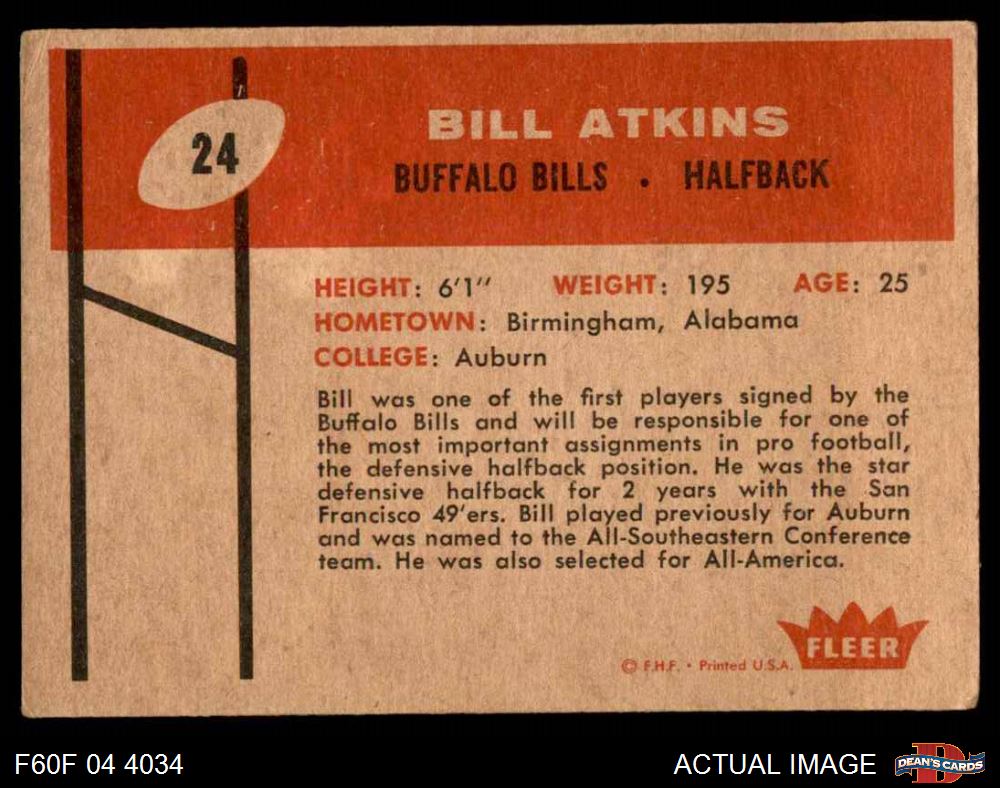 24
BILL ATKINS
BUFFALO BILLS • HALFBACK
HEIGHT: 6'1" WEIGHT: 195 AGE: 25
HOMETOWN: Birmingham, Alabama
COLLEGE: Auburn
Bill was one of the first players signed by the
Buffalo Bills and will be responsible for one of
the most important assignments in pro football,
the defensive halfback position. He was the star
defensive halfback for 2 years with the San
Francisco 49'ers. Bill played previously for Auburn
and was named to the All-Southeastern Conference
team. He was also selected for All-America.
FLEER
© F.H.F. • Printed U.S.A.
F60F 04 4034
ACTUAL IMAGE
DEAN'S CARDS